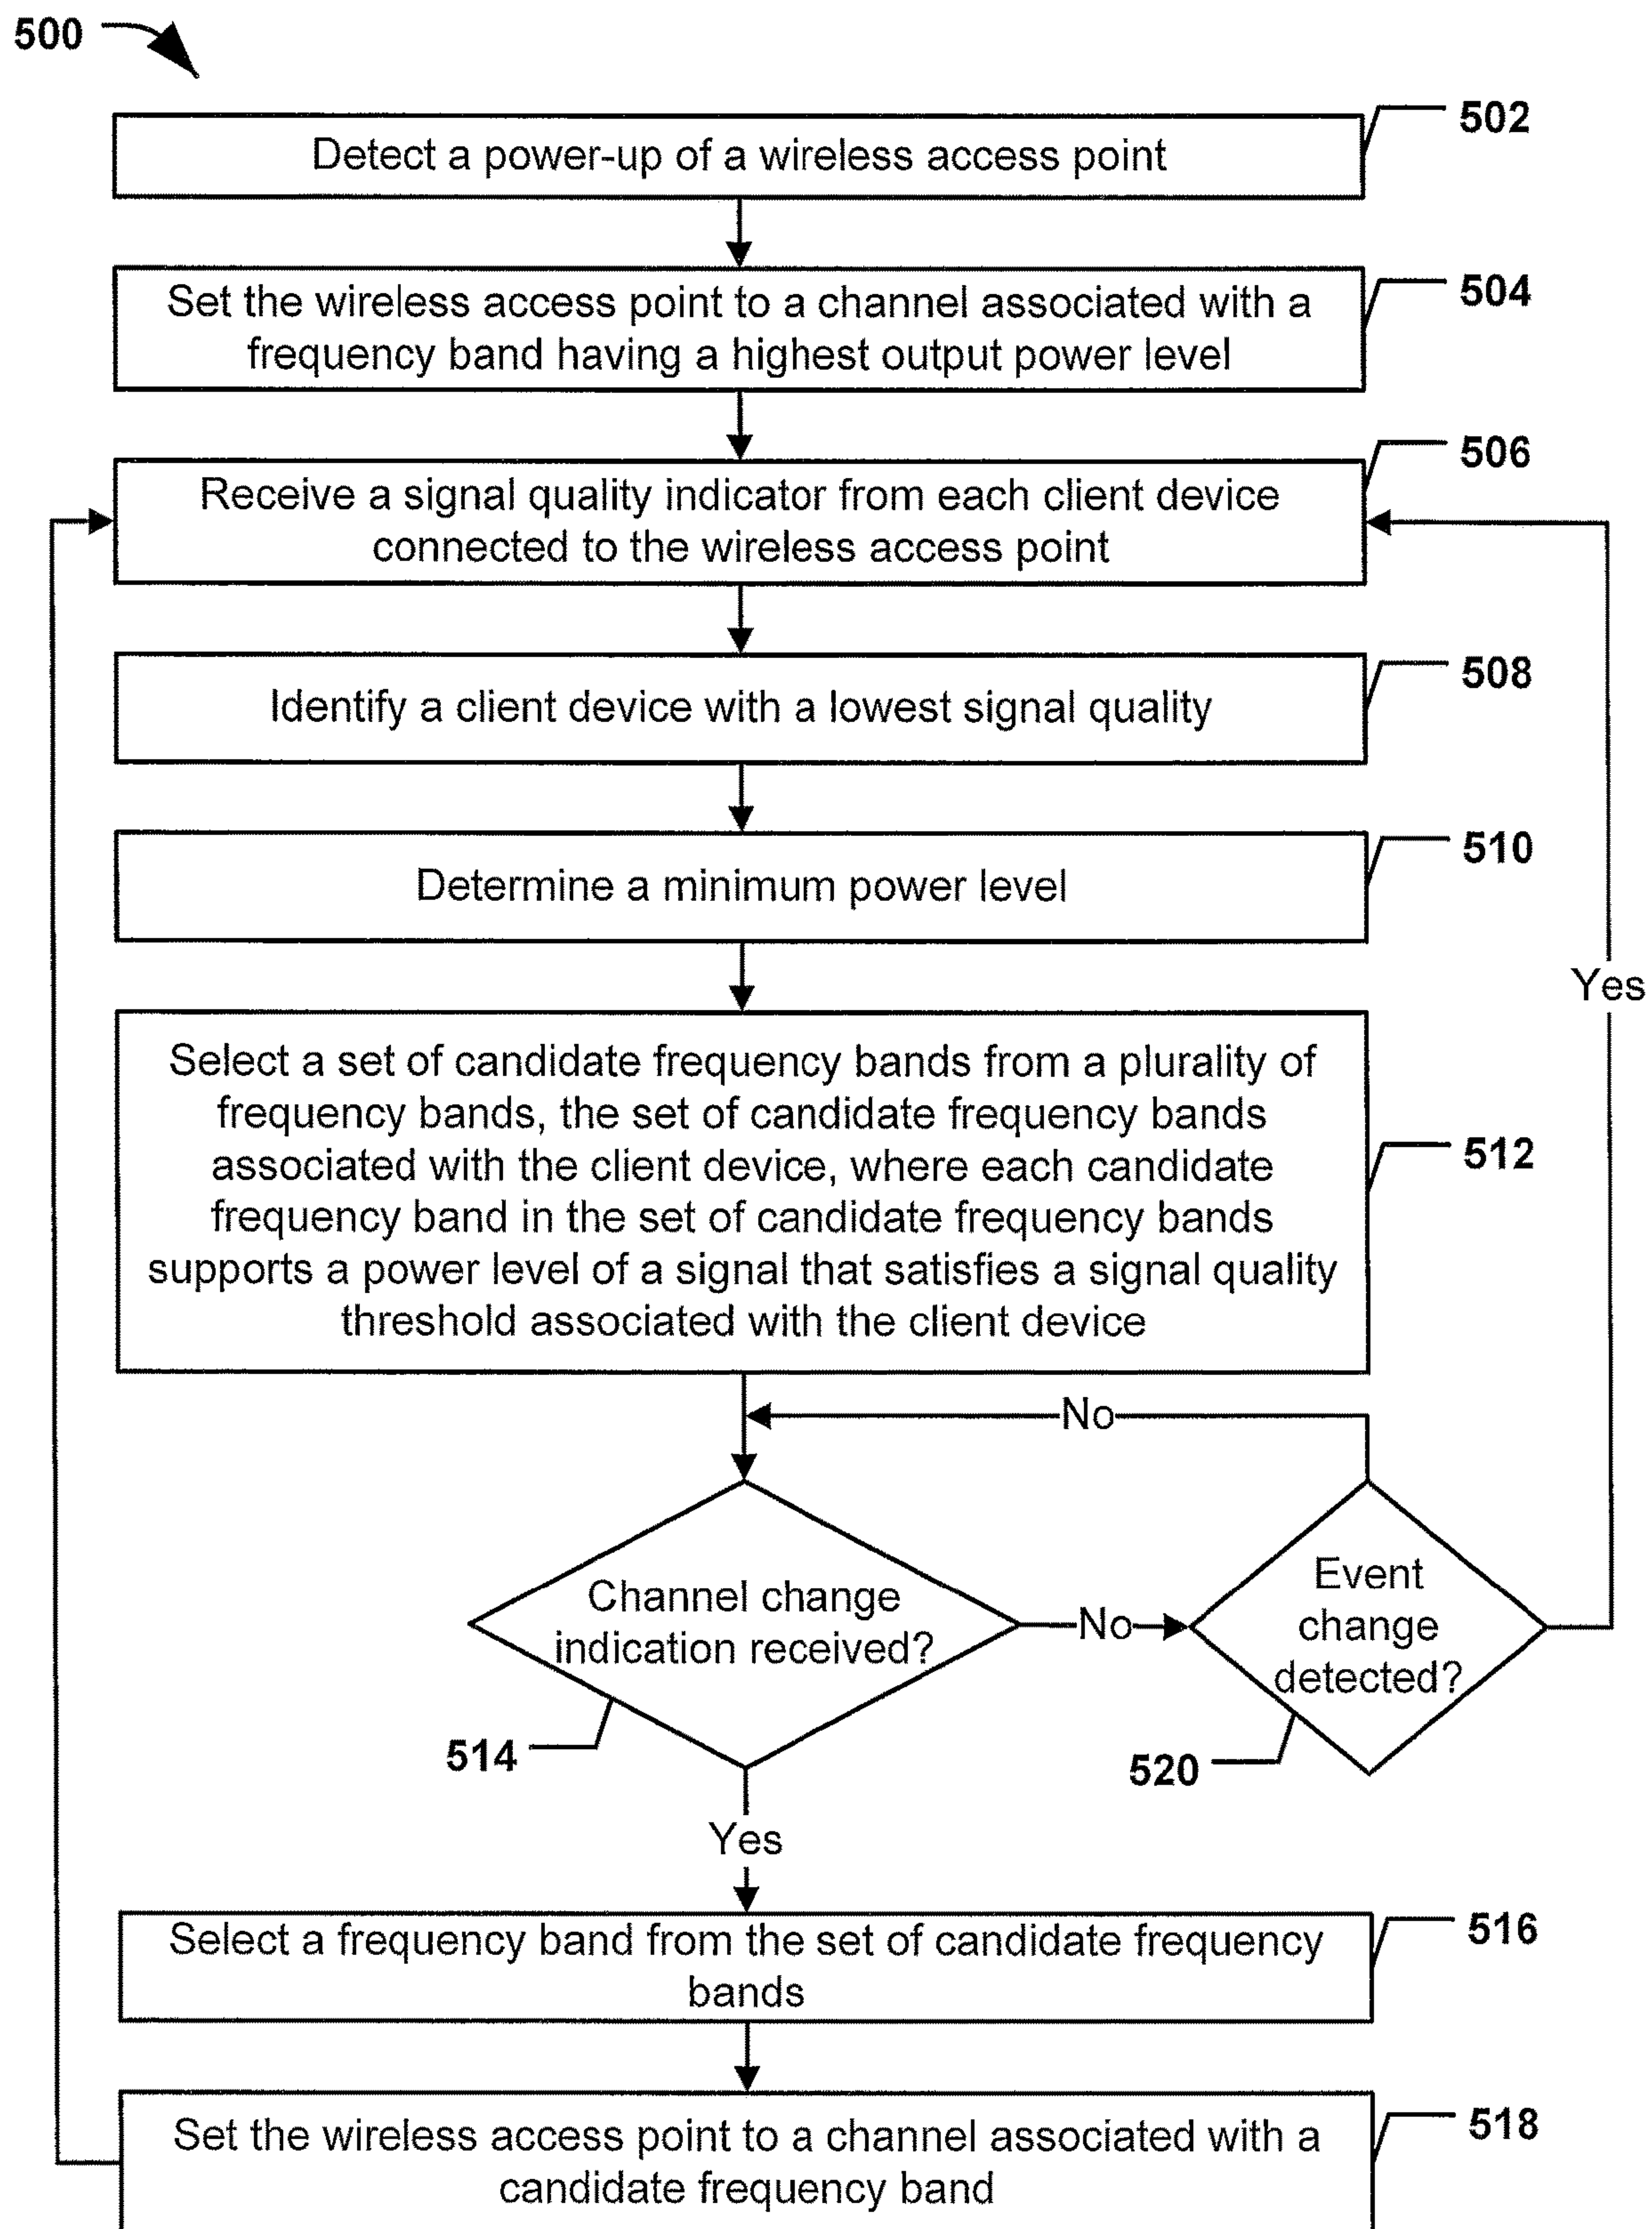 500
502
Detect a power-up of a wireless access point
504
Set the wireless access point to a channel associated with a
frequency band having a highest output power level
506
Receive a signal quality indicator from each client device
connected to the wireless access point
508
Identify a client device with a lowest signal quality
510
Determine a minimum power level
Yes
Select a set of candidate frequency bands from a plurality of
frequency bands, the set of candidate frequency bands
associated with the client device, where each candidate
frequency band in the set of candidate frequency bands
supports a power level of a signal that satisfies a signal quality
threshold associated with the client device
512
No
Channel change
indication received?
No
Event
change
detected?
514
520
Yes
Select a frequency band from the set of candidate frequency
bands
516
Set the wireless access point to a channel associated with a
candidate frequency band
518